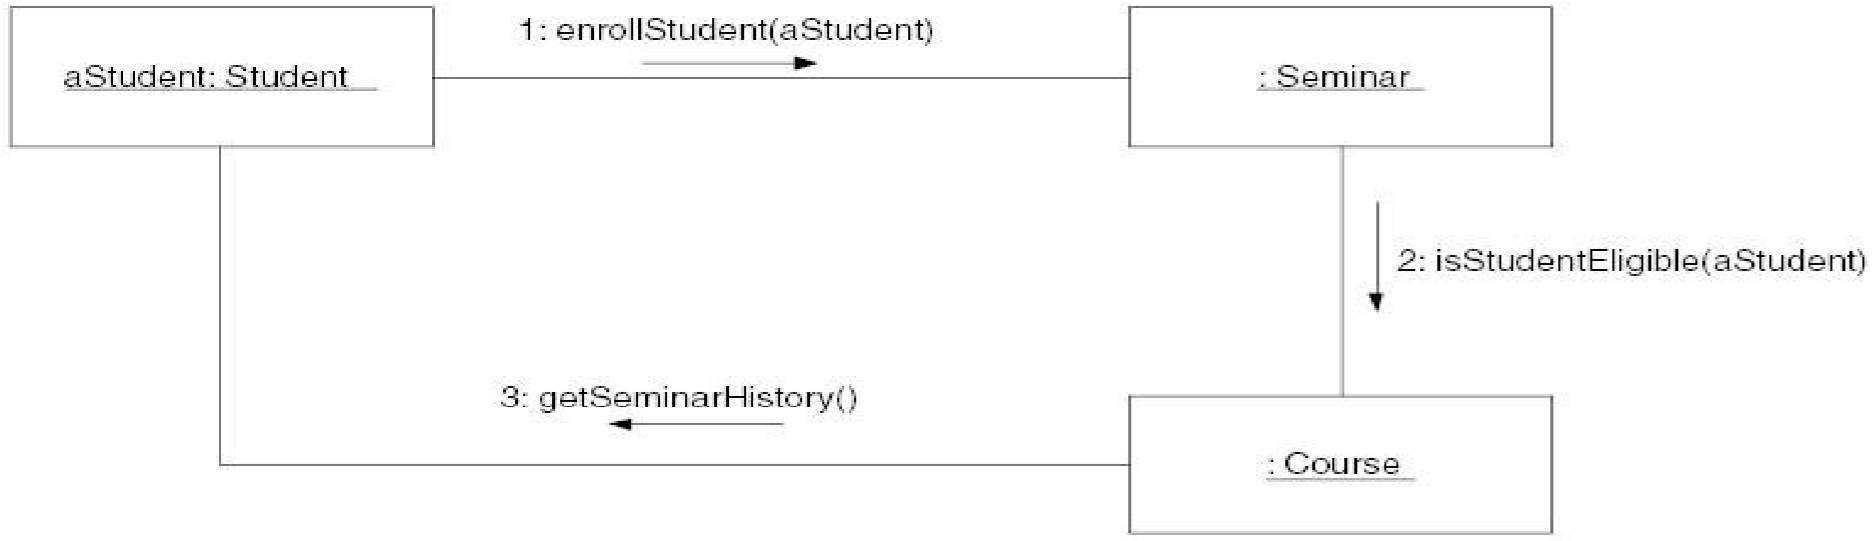 1: enrollStudent(aStudent)
aStudent: Student
: Seminar
2: isStudentEligible(aStudent)
3: getSeminarHistory()
: Course